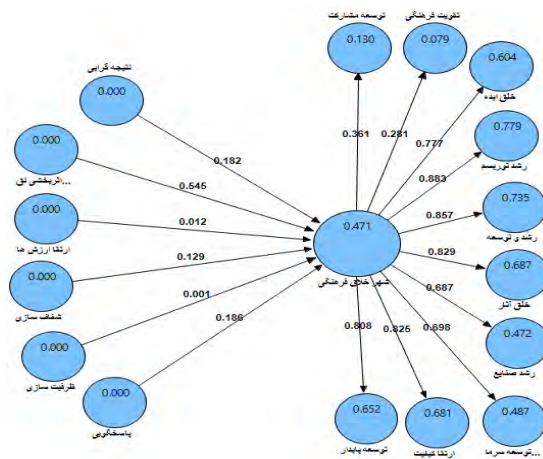 توسعه مشارکت
تقویت فرهنگی
0.130
0.079
نتیجه گرایی
0.000
0.604
خلق ایده
0.361
0.281
0.777
0.779
رشد توریسم
0.182
0.883
0.000
اثربخشی نق...
0.545
0.735
رشد ی توسعه
0.857
0.000
ارتقا ارزش ها
0.012
0.471
شهر خلاق فرهنگی
0.829
0.687
خلق آثار
0.129
0.000
شفاف سازی
0.001
0.687
0.472
رشد صنایع
0.186
0.808
0.825
0.698
0.000
ظرفیت سازی
0.000
پاسخگویی
0.652
توسعه پایدار
0.681
ارتقا کیفیت
0.487
توسعه سرما...